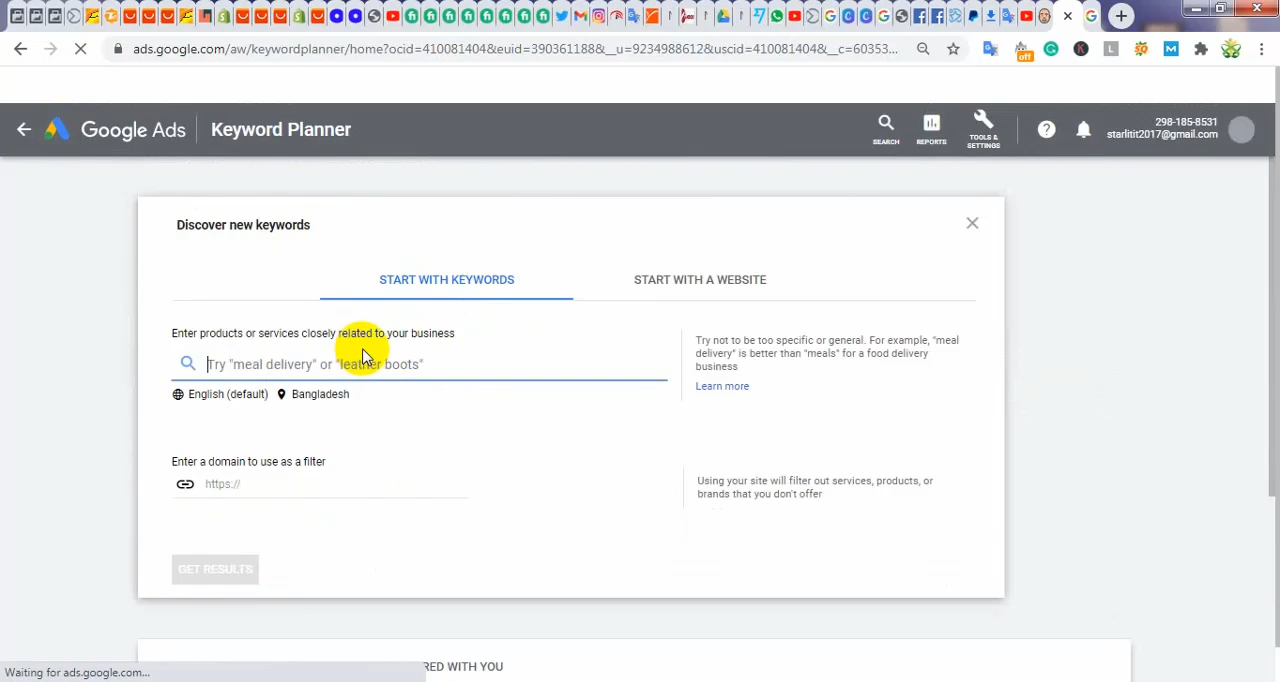 ads.google.com/aw/keywordplanner/home?ocid=410081404&euid=390361188&__u=9234988612&uscid=410081404&__c=60353...
off
Google Ads
Keyword Planner
SEARCH
REPORTS
TOOLS &
SETTINGS
298-185-8531
starlitit2017@gmail.com
Discover new keywords
START WITH KEYWORDS
START WITH A WEBSITE
Enter products or services closely related to your business
Try "meal delivery" or "leather boots"
English (default)
Bangladesh
Try not to be too specific or general. For example, "meal
delivery" is better than "meals" for a food delivery
business
Learn more
Enter a domain to use as a filter
https://
Using your site will filter out services, products, or
brands that you don't offer
GET RESULTS
RED WITH YOU
Waiting for ads.google.com...